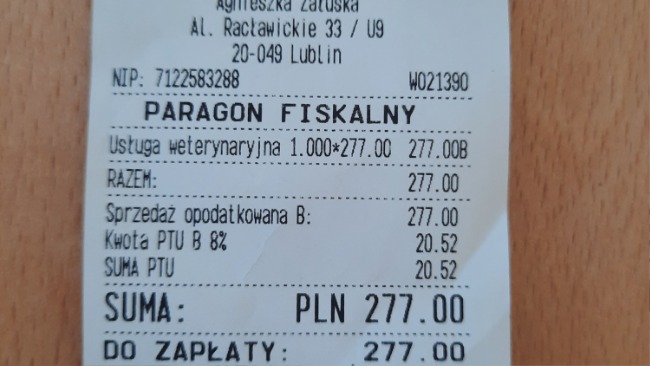 Agnieszka Załuska
Al. Racławickie 33 / U9
20-049 Lublin
NIP: 7122583288 W021390
PARAGON FISKALNY
Usługa weterynaryjna 1.000*277.00 277.00B
RAZEM: 277.00
Sprzedaż opodatkowana B: 277.00
Kwota PTU B 8% 20.52
SUMA PTU 20.52
SUMA: PLN 277.00
DO ZAPŁATY: 277.00